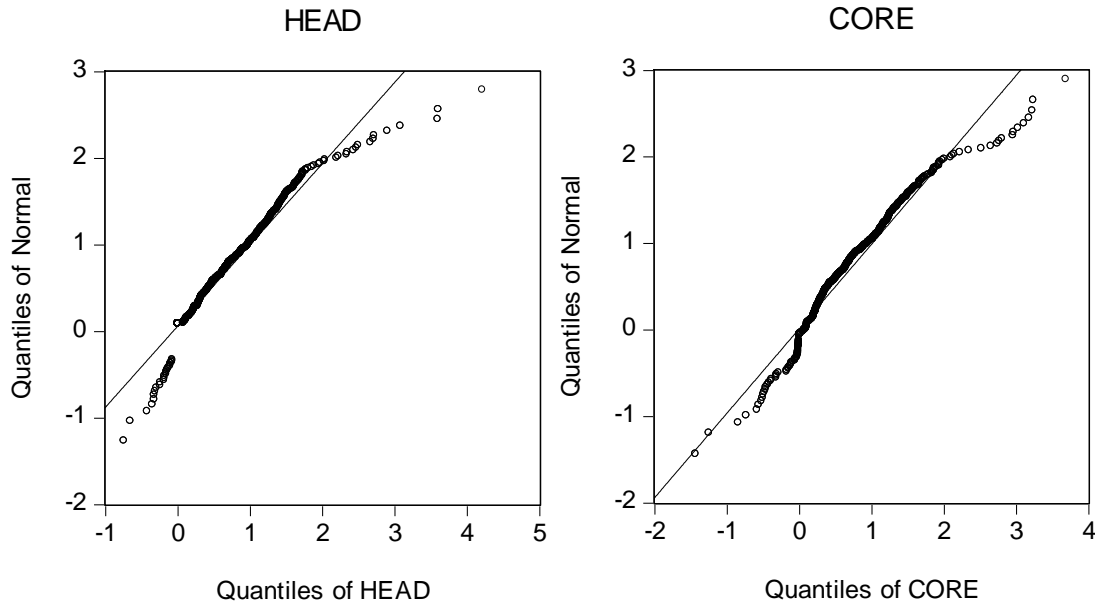 HEAD
3
2
1
0
-1
-2
Quantiles of Normal
-1 0 1 2 3 4 5
Quantiles of HEAD
CORE
3
2
1
0
-1
-2
Quantiles of Normal
-2 -1 0 1 2 3 4
Quantiles of CORE